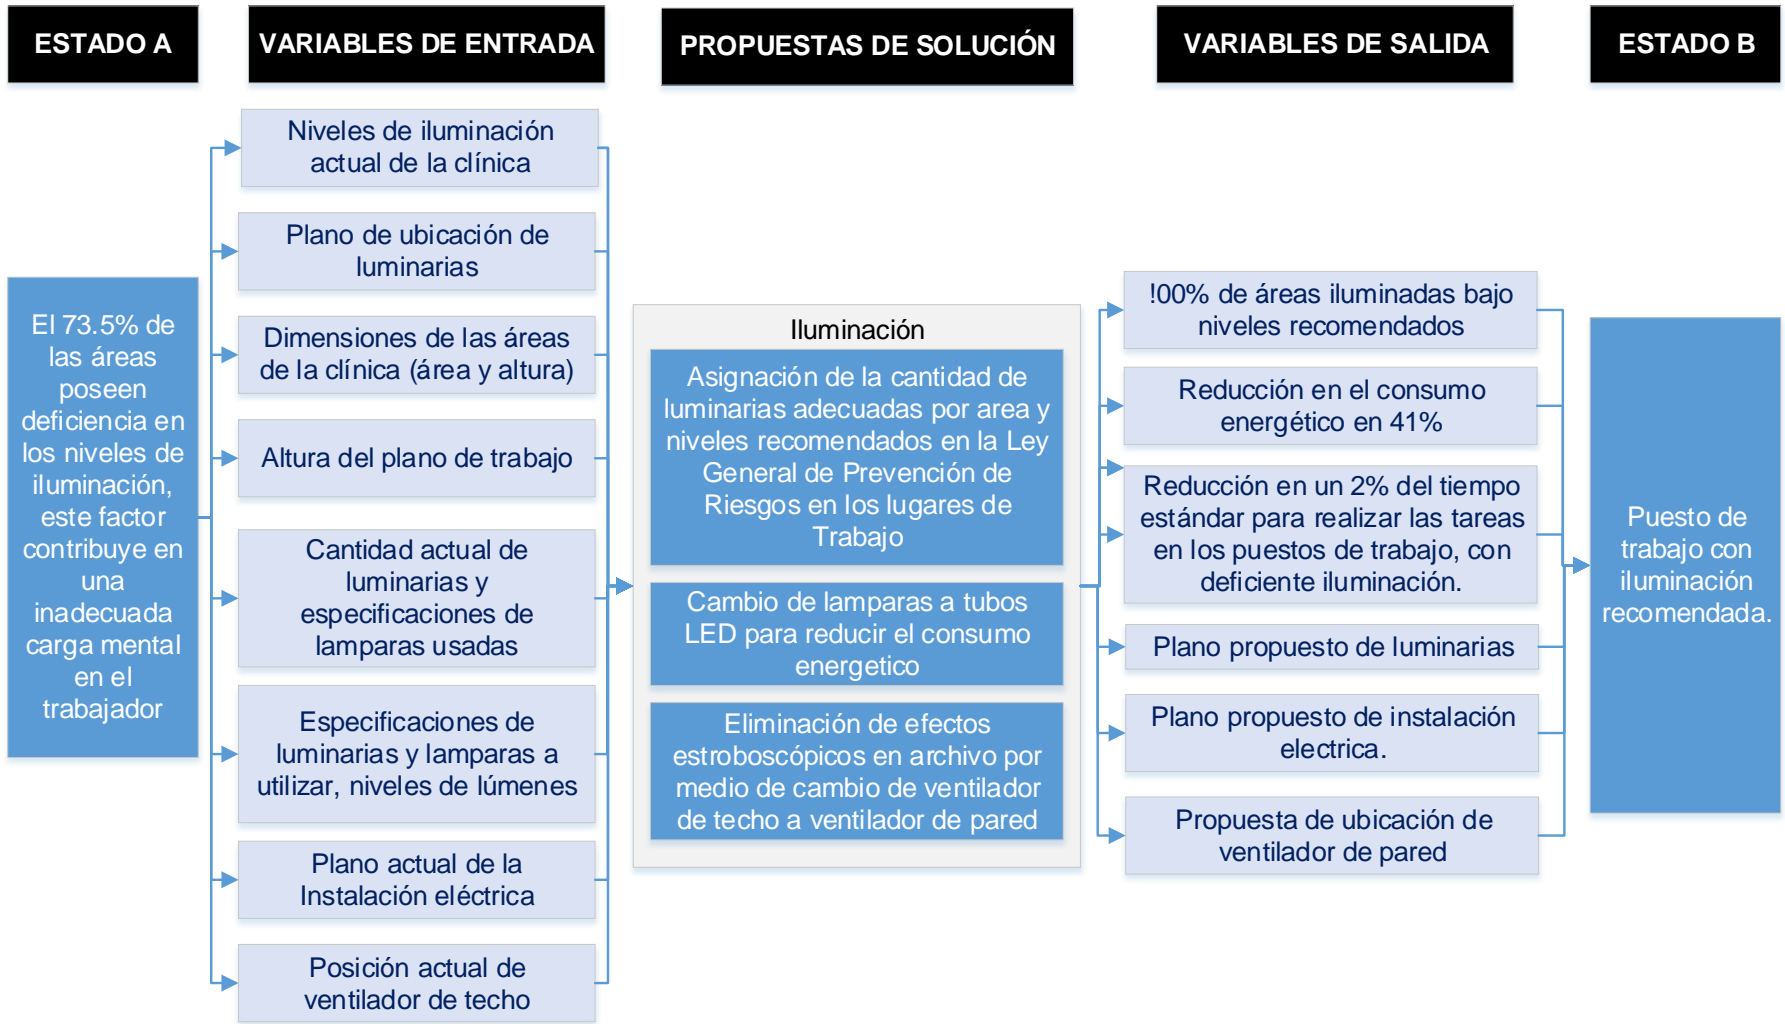 ESTADO A
VARIABLES DE ENTRADA
PROPUESTAS DE SOLUCIÓN
VARIABLES DE SALIDA
ESTADO B
El 73.5% de
las áreas
poseen
deficiencia en
los niveles de
iluminación,
este factor
contribuye en
una
inadecuada
carga mental
en el
trabajador
Niveles de iluminación
actual de la clínica
Plano de ubicación de
luminarias
Dimensiones de las áreas
de la clínica (área y altura)
Altura del plano de trabajo
Cantidad actual de
luminarias y
especificaciones de
lamparas usadas
Especificaciones de
luminarias y lamparas a
utilizar, niveles de lúmenes
Plano actual de la
Instalación eléctrica
Posición actual de
ventilador de techo
Iluminación
Asignación de la cantidad de
luminarias adecuadas por area y
niveles recomendados en la Ley
General de Prevención de
Riesgos en los lugares de
Trabajo
Cambio de lamparas a tubos
LED para reducir el consumo
energetico
Eliminación de efectos
estroboscópicos en archivo por
medio de cambio de ventilador
de techo a ventilador de pared
!00% de áreas iluminadas bajo
niveles recomendados
Reducción en el consumo
energético en 41%
Reducción en un 2% del tiempo
estándar para realizar las tareas
en los puestos de trabajo, con
deficiente iluminación.
Plano propuesto de luminarias
Plano propuesto de instalación
electrica.
Propuesta de ubicación de
ventilador de pared
Puesto de
trabajo con
iluminación
recomendada.